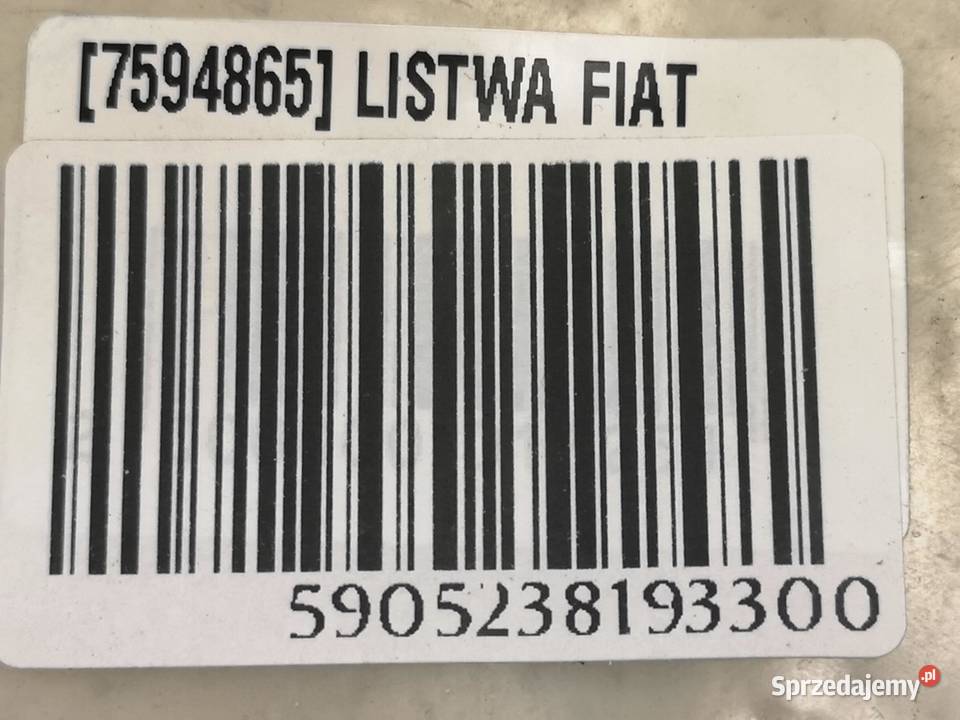 [7594865] LISTWA FIAT
5905238193300
Sprzedajemy.pl